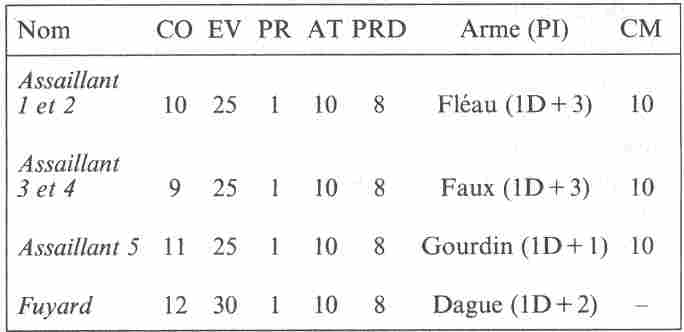 Nom CO EV PR AT PRD Arme (PI) CM
Assaillant
1 et 2 10 25 1 10 8 Fléau (1D+3) 10
Assaillant
3 et 4 9 25 1 10 8 Faux (1D+3) 10
Assaillant 5 11 25 1 10 8 Gourdin (1D+1) 10
Fuyard 12 30 1 10 8 Dague (1D+2) –